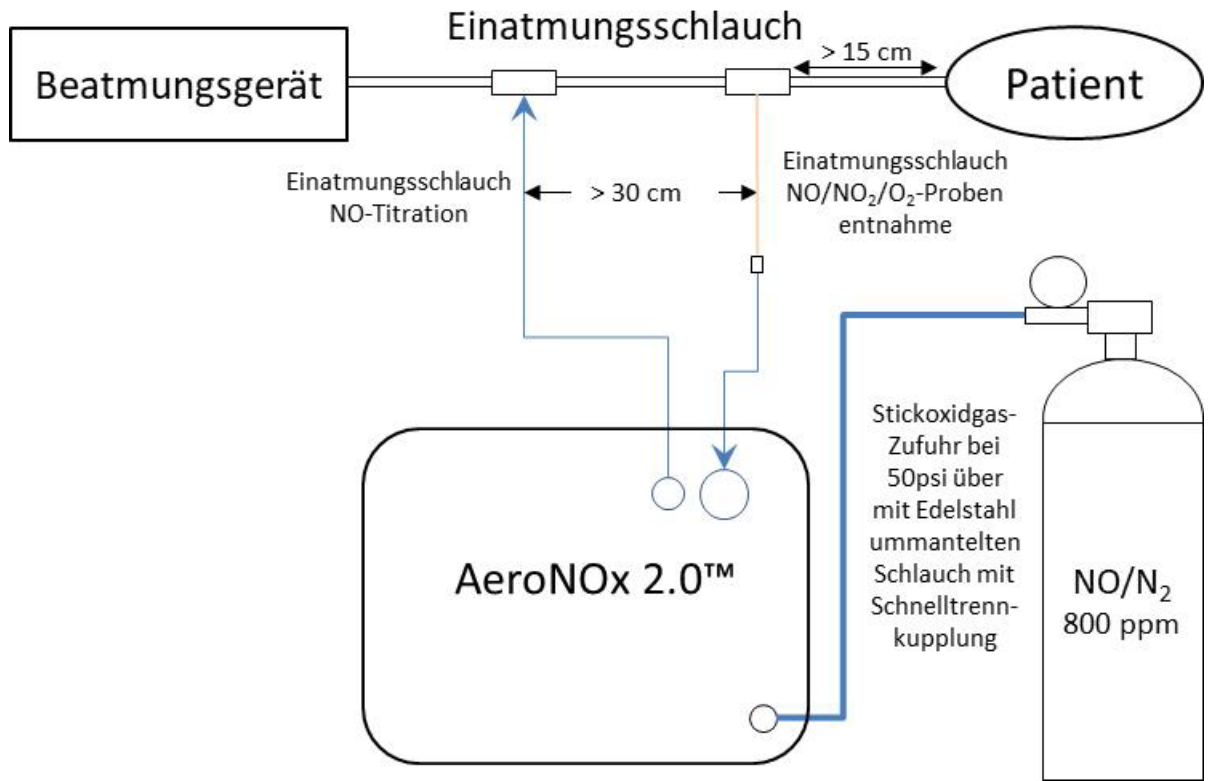 Einatmungsschlauch
Beatmungsgerät
> 15 cm
Patient
Einatmungsschlauch
NO-Titration
> 30 cm
Einatmungsschlauch
NO/NO₂/O₂-Proben
entnahme
Stickoxidgas-
Zufuhr bei
50psi über
mit Edelstahl
ummantelten
Schlauch mit
Schnelltrenn-
kupplung
AeroNOx 2.0™
NO/N₂
800 ppm